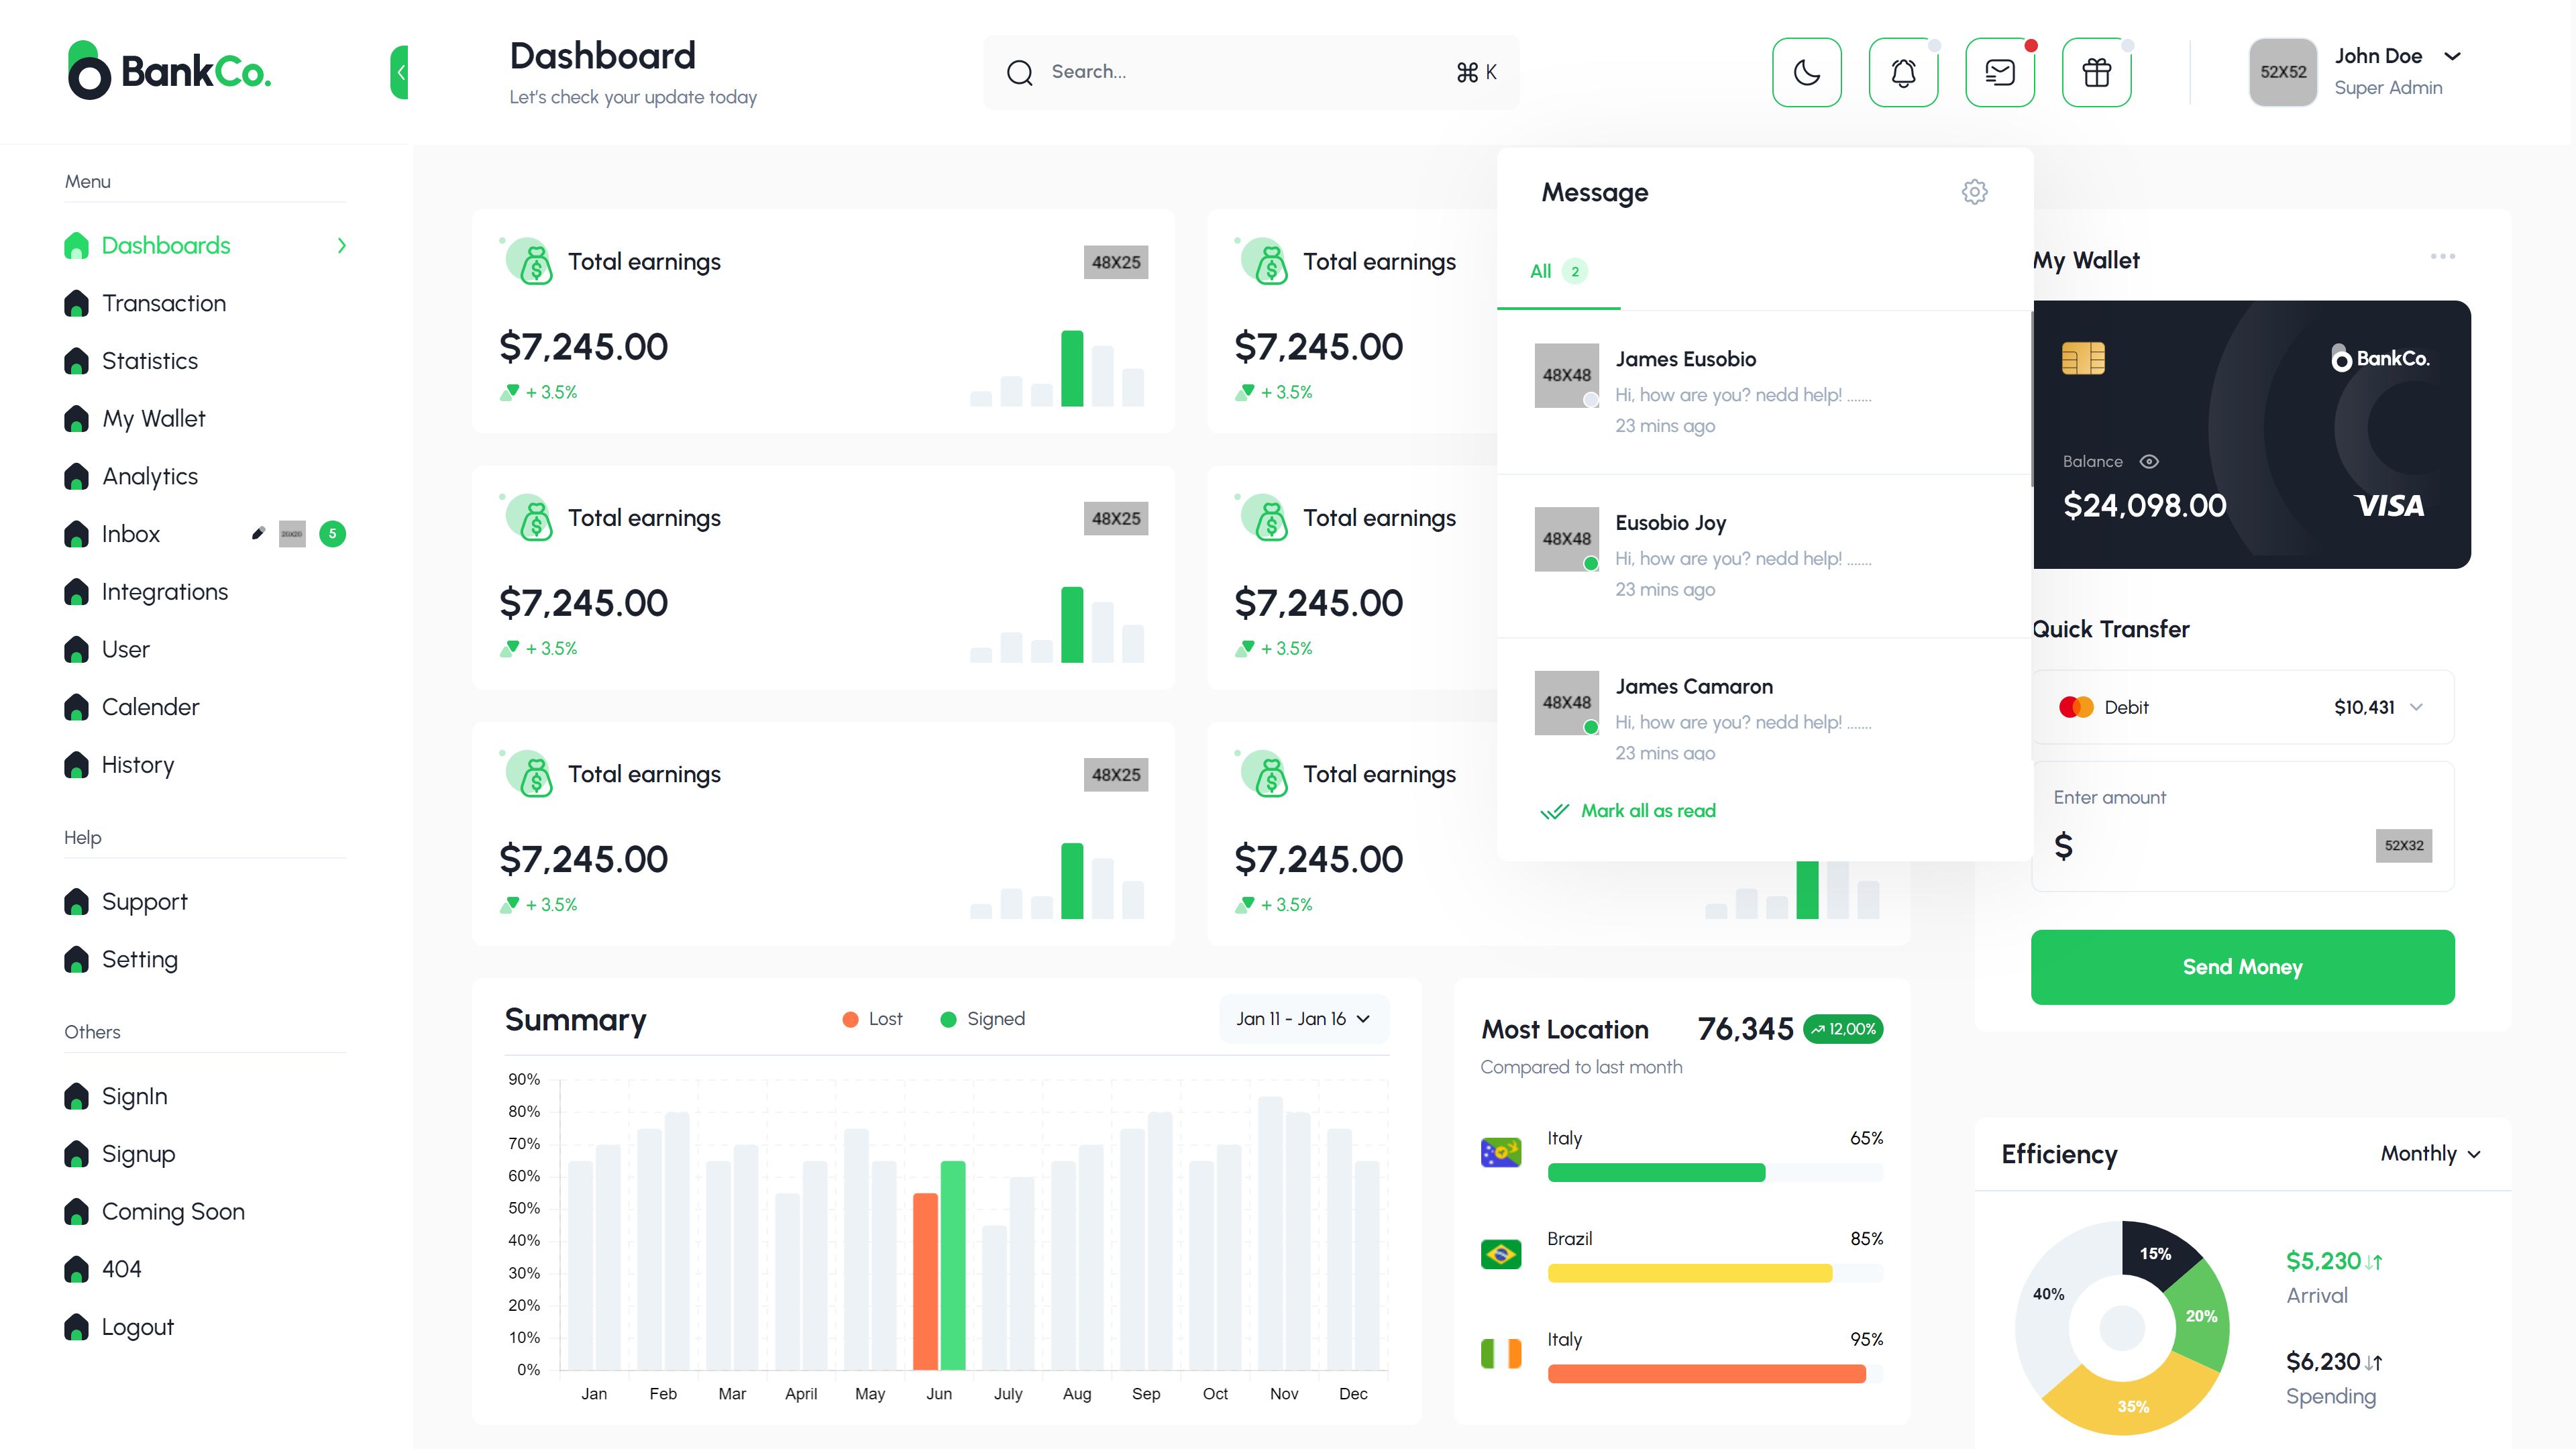 BankCo.
Dashboard
Let's check your update today
Search...
⌘ K
John Doe
Super Admin
52X52
Menu
Dashboards
Transaction
Statistics
My Wallet
Analytics
Inbox
20X20
5
Integrations
User
Calender
History
Help
Support
Setting
Others
SignIn
Signup
Coming Soon
404
Logout
Total earnings
48X25
$7,245.00
+ 3.5%
Total earnings
$7,245.00
+ 3.5%
Total earnings
48X25
$7,245.00
+ 3.5%
Total earnings
$7,245.00
+ 3.5%
Total earnings
48X25
$7,245.00
+ 3.5%
Total earnings
$7,245.00
+ 3.5%
Message
All 2
48X48
James Eusobio
Hi, how are you? nedd help! .......
23 mins ago
48X48
Eusobio Joy
Hi, how are you? nedd help! .......
23 mins ago
48X48
James Camaron
Hi, how are you? nedd help! .......
23 mins ago
Mark all as read
My Wallet
BankCo.
Balance
$24,098.00
VISA
Quick Transfer
Debit
$10,431
Enter amount
$
52X32
Send Money
Summary
Lost
Signed
Jan 11 - Jan 16
90%
80%
70%
60%
50%
40%
30%
20%
10%
0%
Jan Feb Mar April May Jun July Aug Sep Oct Nov Dec
Most Location
76,345
12,00%
Compared to last month
Italy 65%
Brazil 85%
Italy 95%
Efficiency
Monthly
15%
40%
20%
35%
$5,230
Arrival
$6,230
Spending